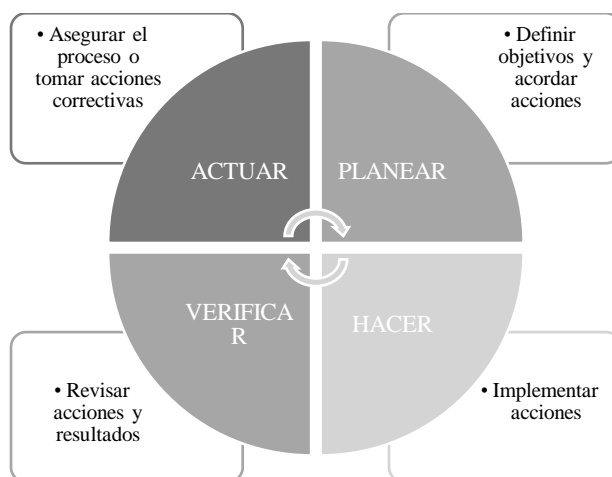 • Asegurar el
proceso o
tomar acciones
correctivas
• Definir
objetivos y
acordar
acciones
ACTUAR
PLANEAR
VERIFICA
R
HACER
• Revisar
acciones y
resultados
• Implementar
acciones